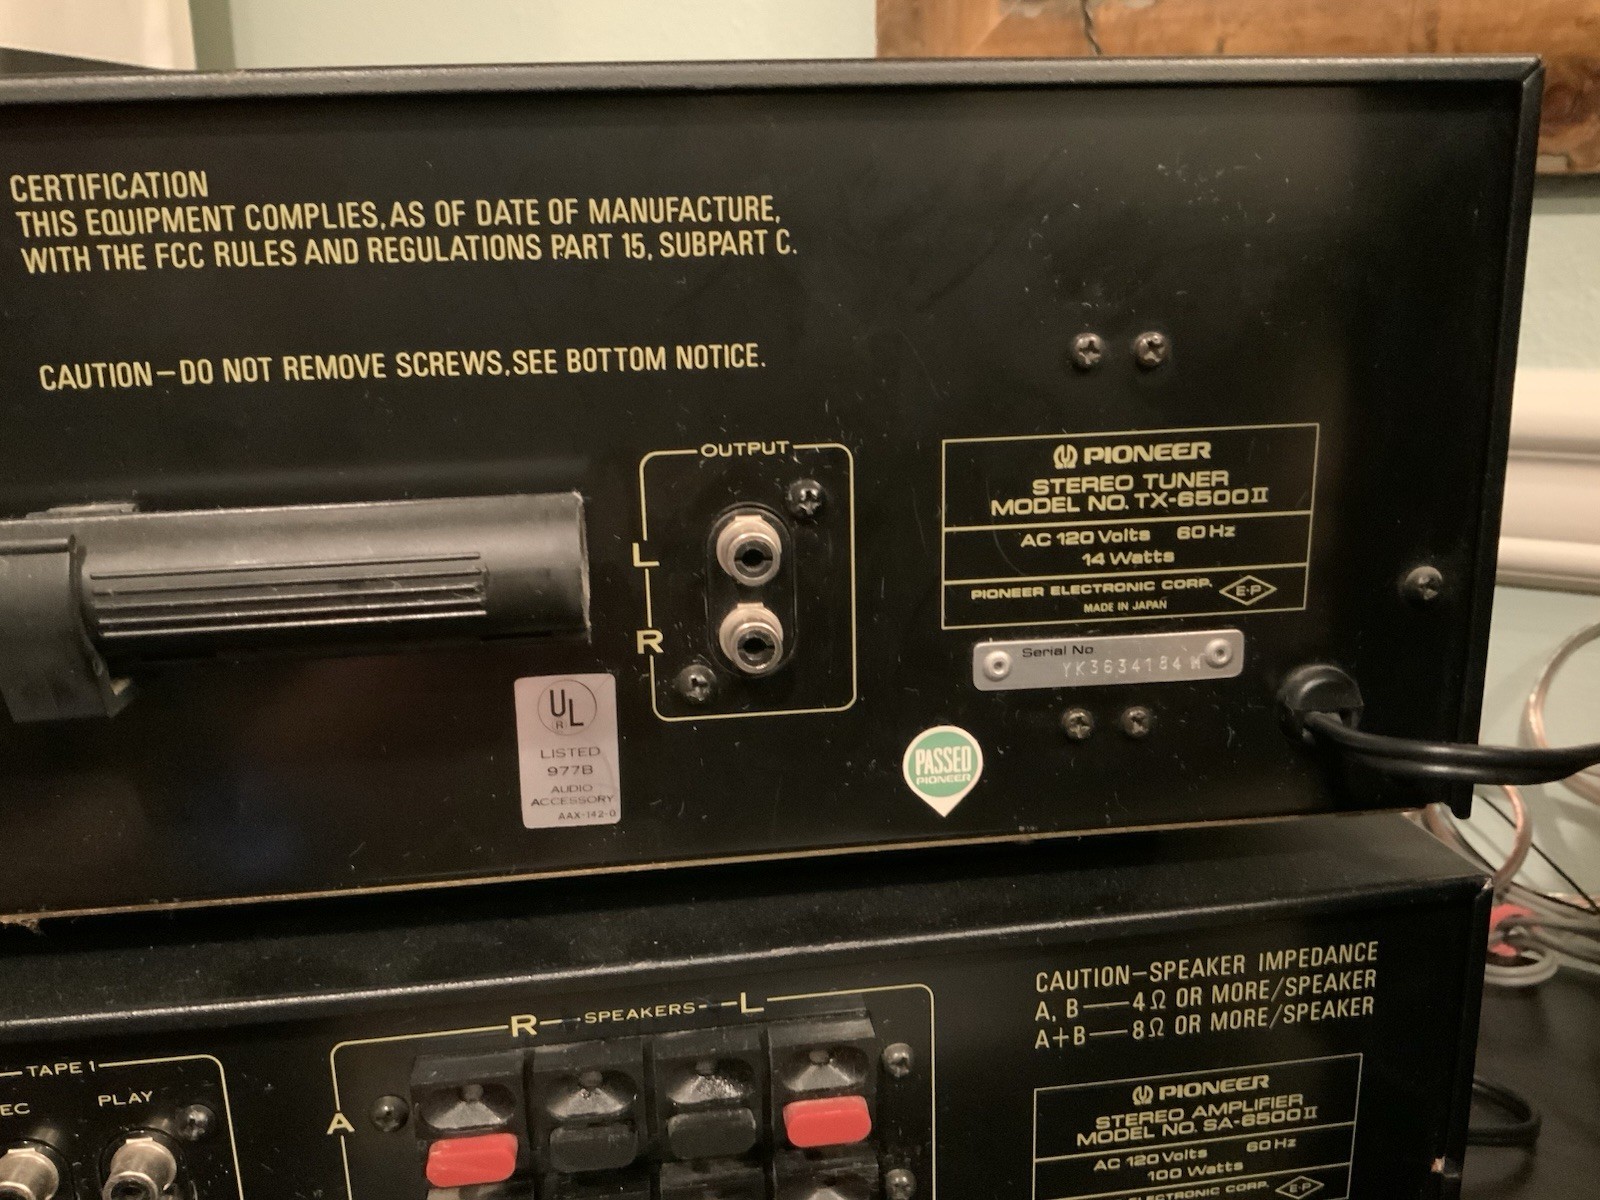 CERTIFICATION
THIS EQUIPMENT COMPLIES, AS OF DATE OF MANUFACTURE,
WITH THE FCC RULES AND REGULATIONS PART 15, SUBPART C.
CAUTION—DO NOT REMOVE SCREWS, SEE BOTTOM NOTICE.
OUTPUT
L
R
PIONEER
STEREO TUNER
MODEL NO. TX-6500II
AC 120 Volts 60 Hz
14 Watts
PIONEER ELECTRONIC CORP. E·P
MADE IN JAPAN
Serial No
YK3634184 M
UL
R
LISTED
977B
AUDIO
ACCESSORY
AAX-142-0
PASSED
PIONEER
CAUTION—SPEAKER IMPEDANCE
A, B—4Ω OR MORE/SPEAKER
A+B—8Ω OR MORE/SPEAKER
R—SPEAKERS—L
A
TAPE 1
EC PLAY
PIONEER
STEREO AMPLIFIER
MODEL NO. SA-6500II
AC 120 Volts 60 Hz
100 Watts
ELECTRONIC CORP. E·P